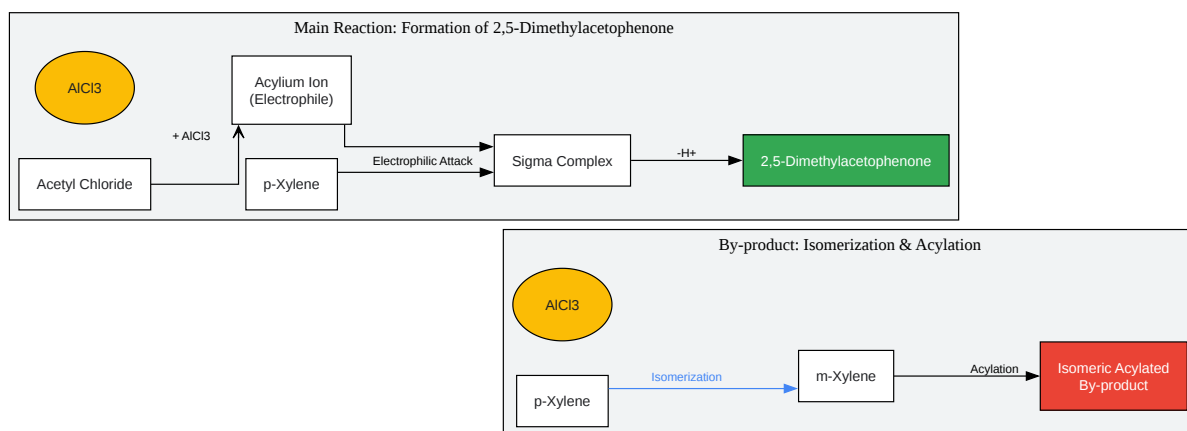 Main Reaction: Formation of 2,5-Dimethylacetophenone
AlCl3
Acylium Ion
(Electrophile)
+ AlCl3
Acetyl Chloride
p-Xylene
Electrophilic Attack
Sigma Complex
-H+
2,5-Dimethylacetophenone
By-product: Isomerization & Acylation
AlCl3
p-Xylene
Isomerization
m-Xylene
Acylation
Isomeric Acylated
By-product